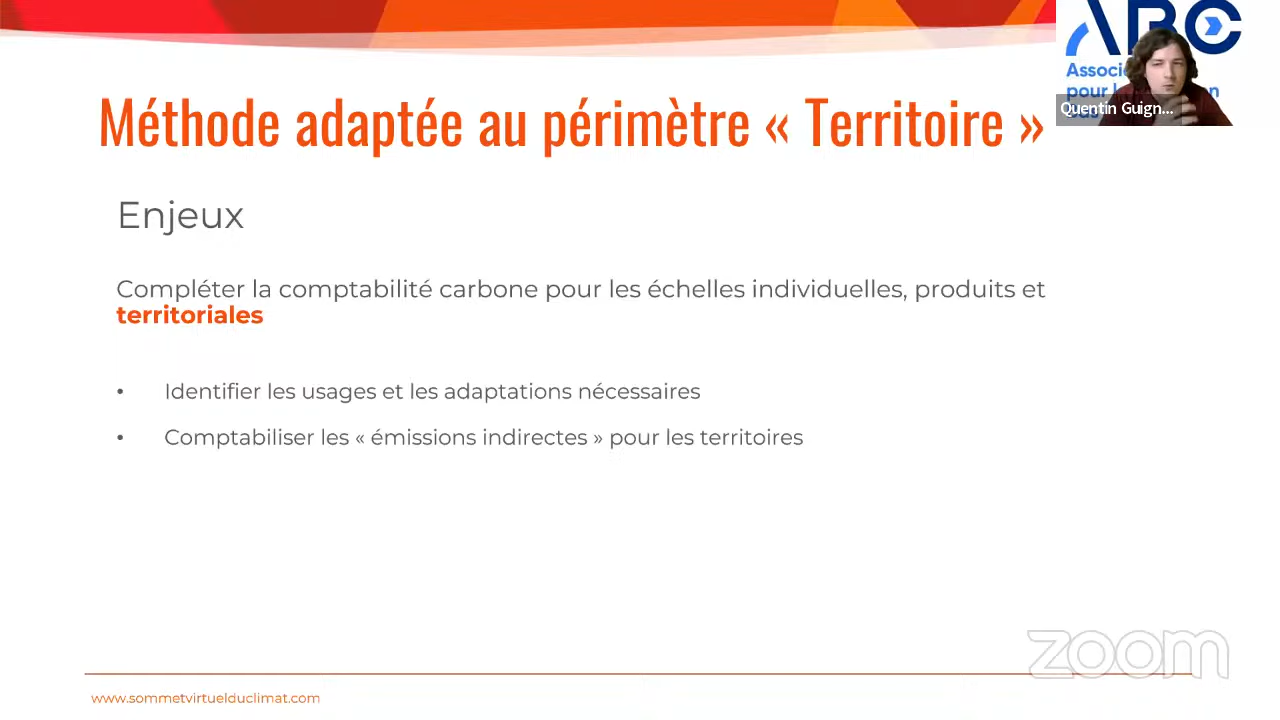 ABC
Associ
pour l
n
Quentin Guign...
Méthode adaptée au périmètre « Territoire »
Enjeux
Compléter la comptabilité carbone pour les échelles individuelles, produits et
territoriales
• Identifier les usages et les adaptations nécessaires
• Comptabiliser les « émissions indirectes » pour les territoires
zoom
www.sommetvirtuelduclimat.com